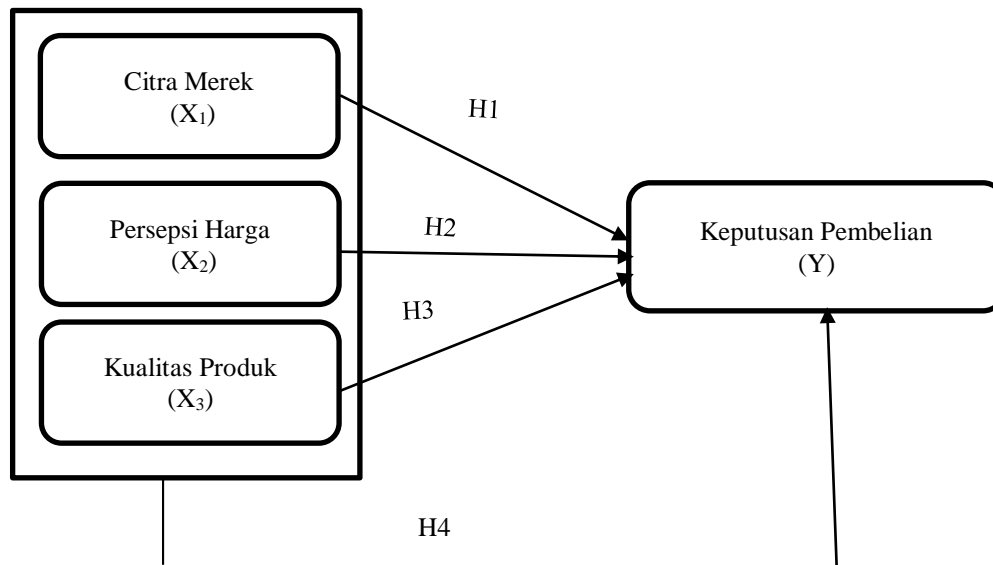 Citra Merek
(X₁)
H1
Persepsi Harga
(X₂)
H2
Keputusan Pembelian
(Y)
H3
Kualitas Produk
(X₃)
H4